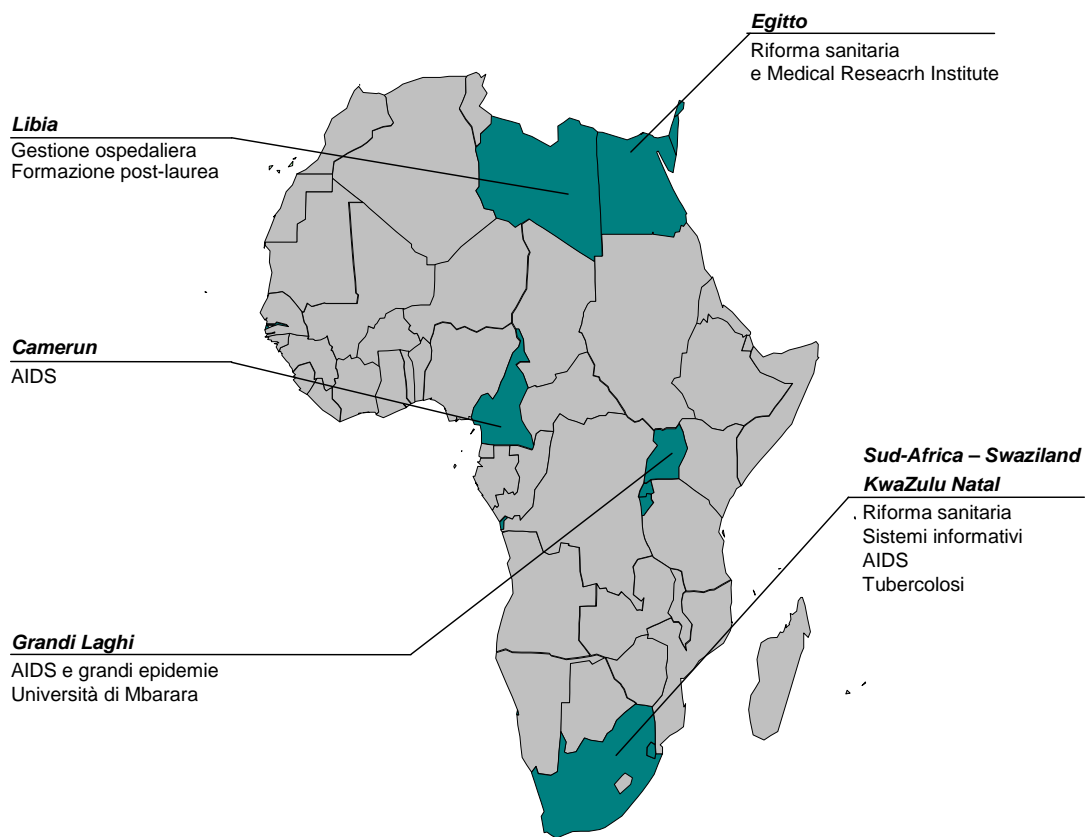 Egitto
Riforma sanitaria
e Medical Reseacrh Institute
Libia
Gestione ospedaliera
Formazione post-laurea
Camerun
AIDS
Sud-Africa – Swaziland
KwaZulu Natal
Riforma sanitaria
Sistemi informativi
AIDS
Tubercolosi
Grandi Laghi
AIDS e grandi epidemie
Università di Mbarara